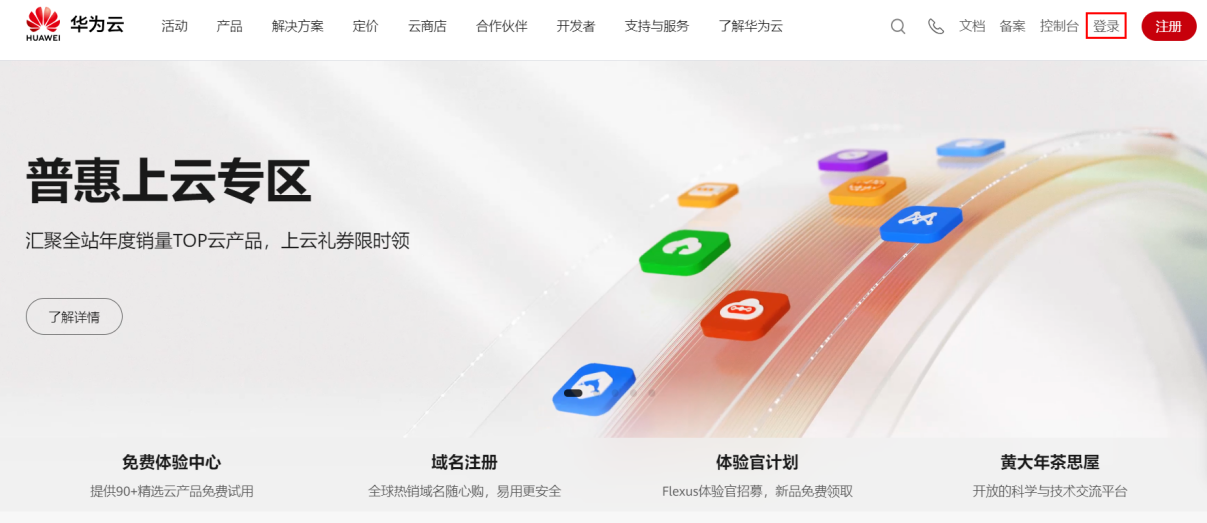 HUAWEI 华为云 活动 产品 解决方案 定价 云商店 合作伙伴 开发者 支持与服务 了解华为云 文档 备案 控制台 登录 注册
普惠上云专区
汇聚全站年度销量TOP云产品，上云礼券限时领
了解详情
免费体验中心 域名注册 体验官计划 黄大年茶思屋
提供90+精选云产品免费试用 全球热销域名随心购，易用更安全 Flexus体验官招募，新品免费领取 开放的科学与技术交流平台